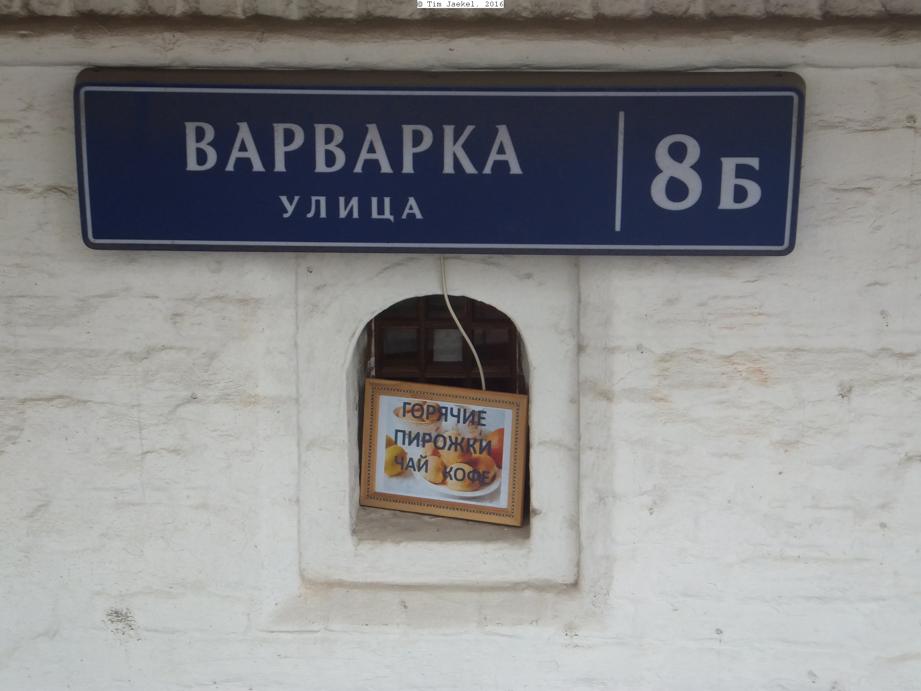 © Tim Jaekel, 2016
ВАРВАРКА
УЛИЦА
8Б
ГОРЯЧИЕ
ПИРОЖКИ
ЧАЙ КОФЕ